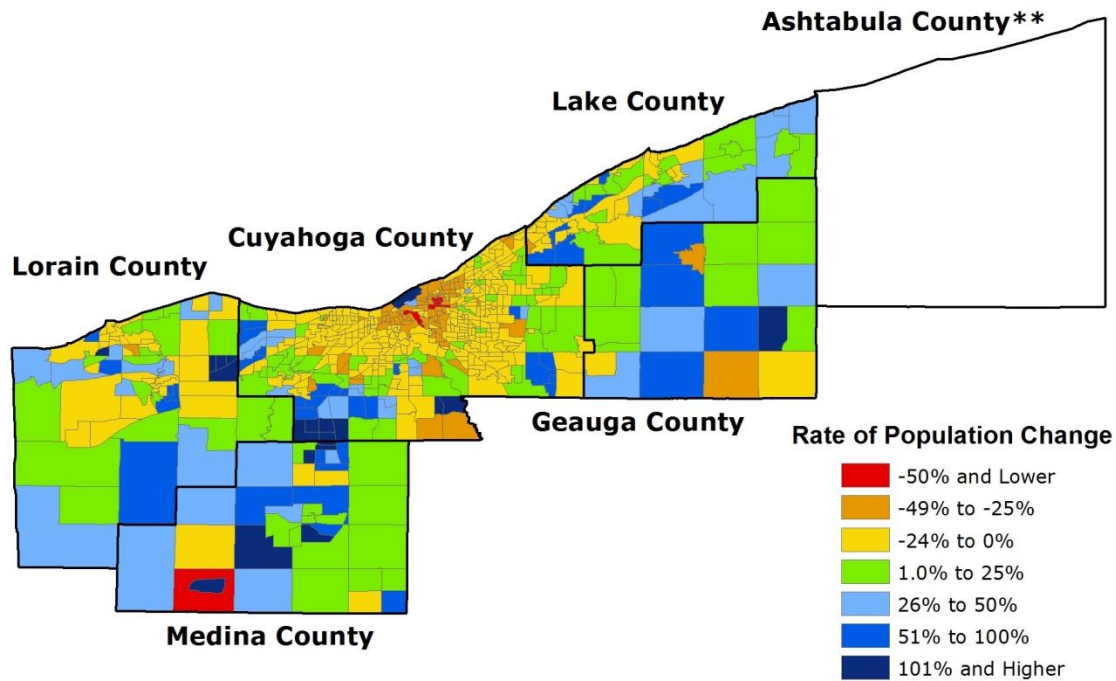 Ashtabula County**
Lake County
Cuyahoga County
Lorain County
Geauga County
Medina County
Rate of Population Change
-50% and Lower
-49% to -25%
-24% to 0%
1.0% to 25%
26% to 50%
51% to 100%
101% and Higher